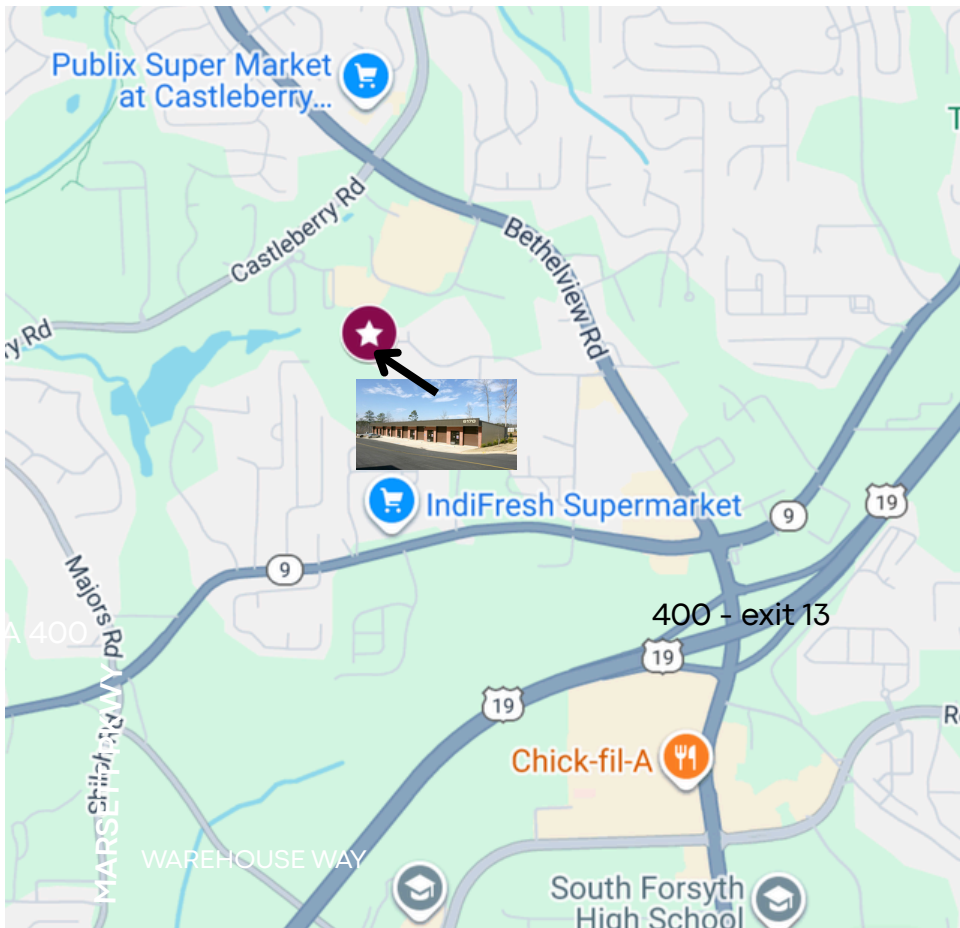 Publix Super Market
at Castleberry...
T
Castleberry Rd
Bethelview Rd
ry Rd
IndiFresh Supermarket
9
19
9
Majors Rd
400 - exit 13
A 400
19
19
MARSETT PKWY
Chick-fil-A
WAREHOUSE WAY
South Forsyth
High School